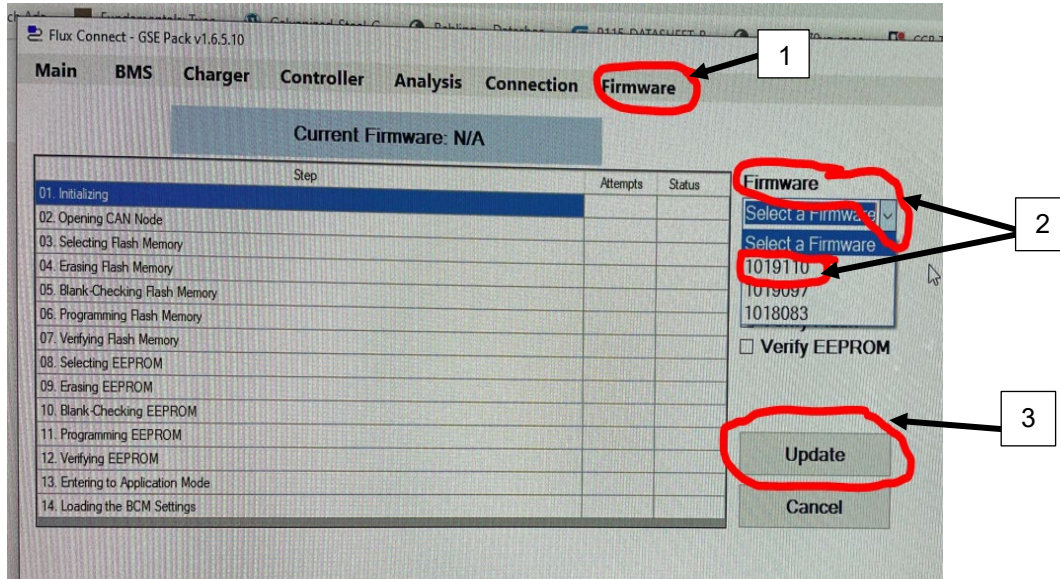 1
Flux Connect - GSE Pack v1.6.5.10
Main BMS Charger Controller Analysis Connection Firmware
Current Firmware: N/A
Step Attempts Status
01. Initializing
02. Opening CAN Node
03. Selecting Flash Memory
04. Erasing Flash Memory
05. Blank-Checking Flash Memory
06. Programming Flash Memory
07. Verifying Flash Memory
08. Selecting EEPROM
09. Erasing EEPROM
10. Blank-Checking EEPROM
11. Programming EEPROM
12. Verifying EEPROM
13. Entering to Application Mode
14. Loading the BCM Settings
Firmware
Select a Firmware
Select a Firmware
1019110
1019097
1018083
Verify EEPROM
2
3
Update
Cancel